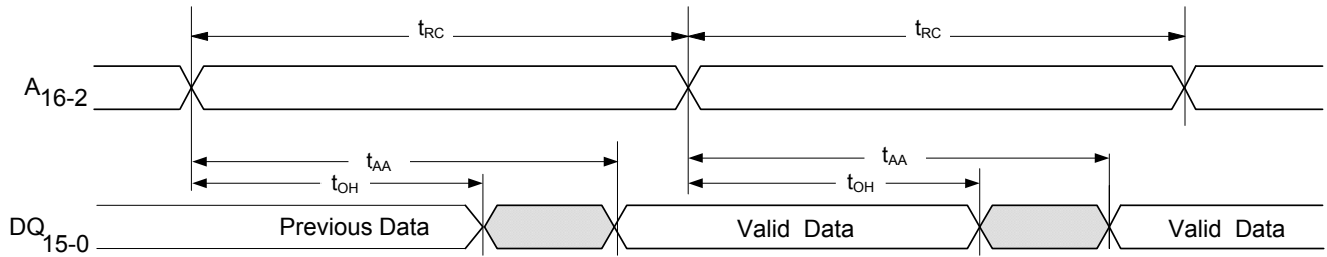 tRC tRC
A16-2
tAA tAA
tOH tOH
DQ15-0 Previous Data Valid Data Valid Data